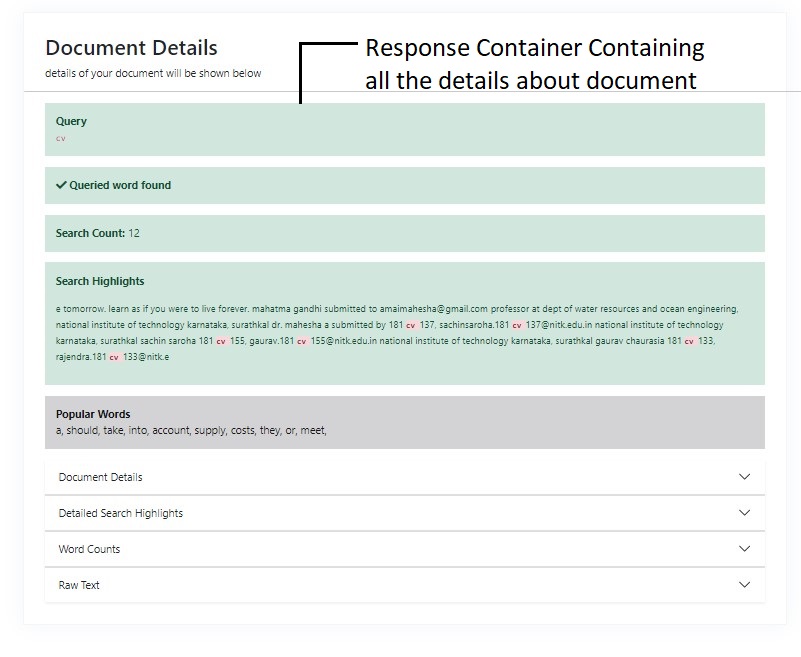 Document Details
details of your document will be shown below
Response Container Containing
all the details about document
Query
cv
Queried word found
Search Count: 12
Search Highlights
e tomorrow. learn as if you were to live forever. mahatma gandhi submitted to amaimahesha@gmail.com professor at dept of water resources and ocean engineering,
national institute of technology karnataka, surathkal dr. mahesha a submitted by 181 cv 137, sachinsaroha.181 cv 137@nitk.edu.in national institute of technology
karnataka, surathkal sachin saroha 181 cv 155, gaurav.181 cv 155@nitk.edu.in national institute of technology karnataka, surathkal gaurav chaurasia 181 cv 133,
rajendra.181 cv 133@nitk.e
Popular Words
a, should, take, into, account, supply, costs, they, or, meet,
Document Details
Detailed Search Highlights
Word Counts
Raw Text